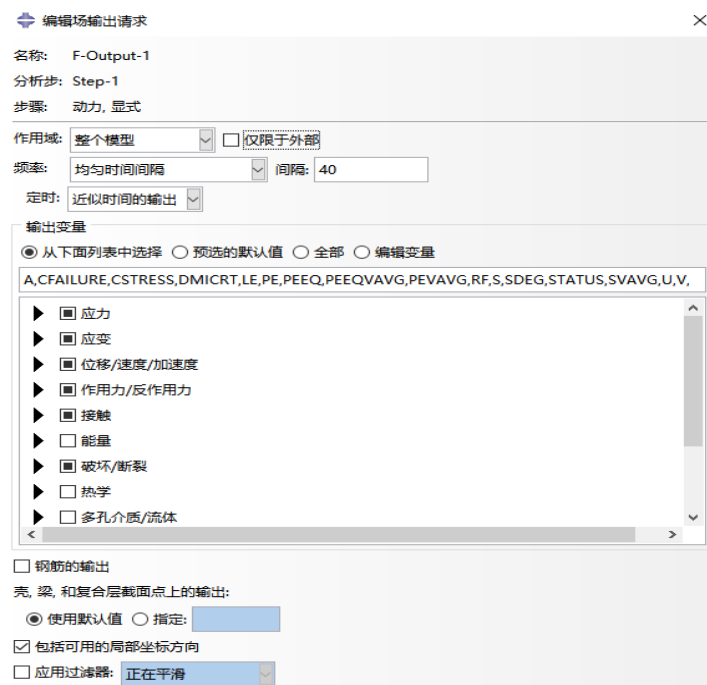 编辑场输出请求
名称: F-Output-1
分析步: Step-1
步骤: 动力, 显式
作用域: 整个模型 仅限于外部
频率: 均匀时间间隔 间隔: 40
定时: 近似时间的输出
输出变量
从下面列表中选择 预选的默认值 全部 编辑变量
A,CFAILURE,CSTRESS,DMICRT,LE,PE,PEEQ,PEEQVAVG,PEVAVG,RF,S,SDEG,STATUS,SVAVG,U,V,
应力
应变
位移/速度/加速度
作用力/反作用力
接触
能量
破坏/断裂
热学
多孔介质/流体
钢筋的输出
壳, 梁, 和复合层截面点上的输出:
使用默认值 指定:
包括可用的局部坐标方向
应用过滤器: 正在平滑